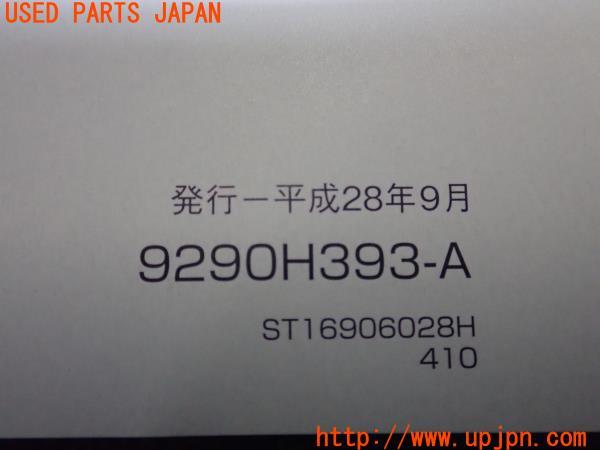 USED PARTS JAPAN
発行－平成28年9月
9290H393-A
ST16906028H
410
http://www.upjpn.com